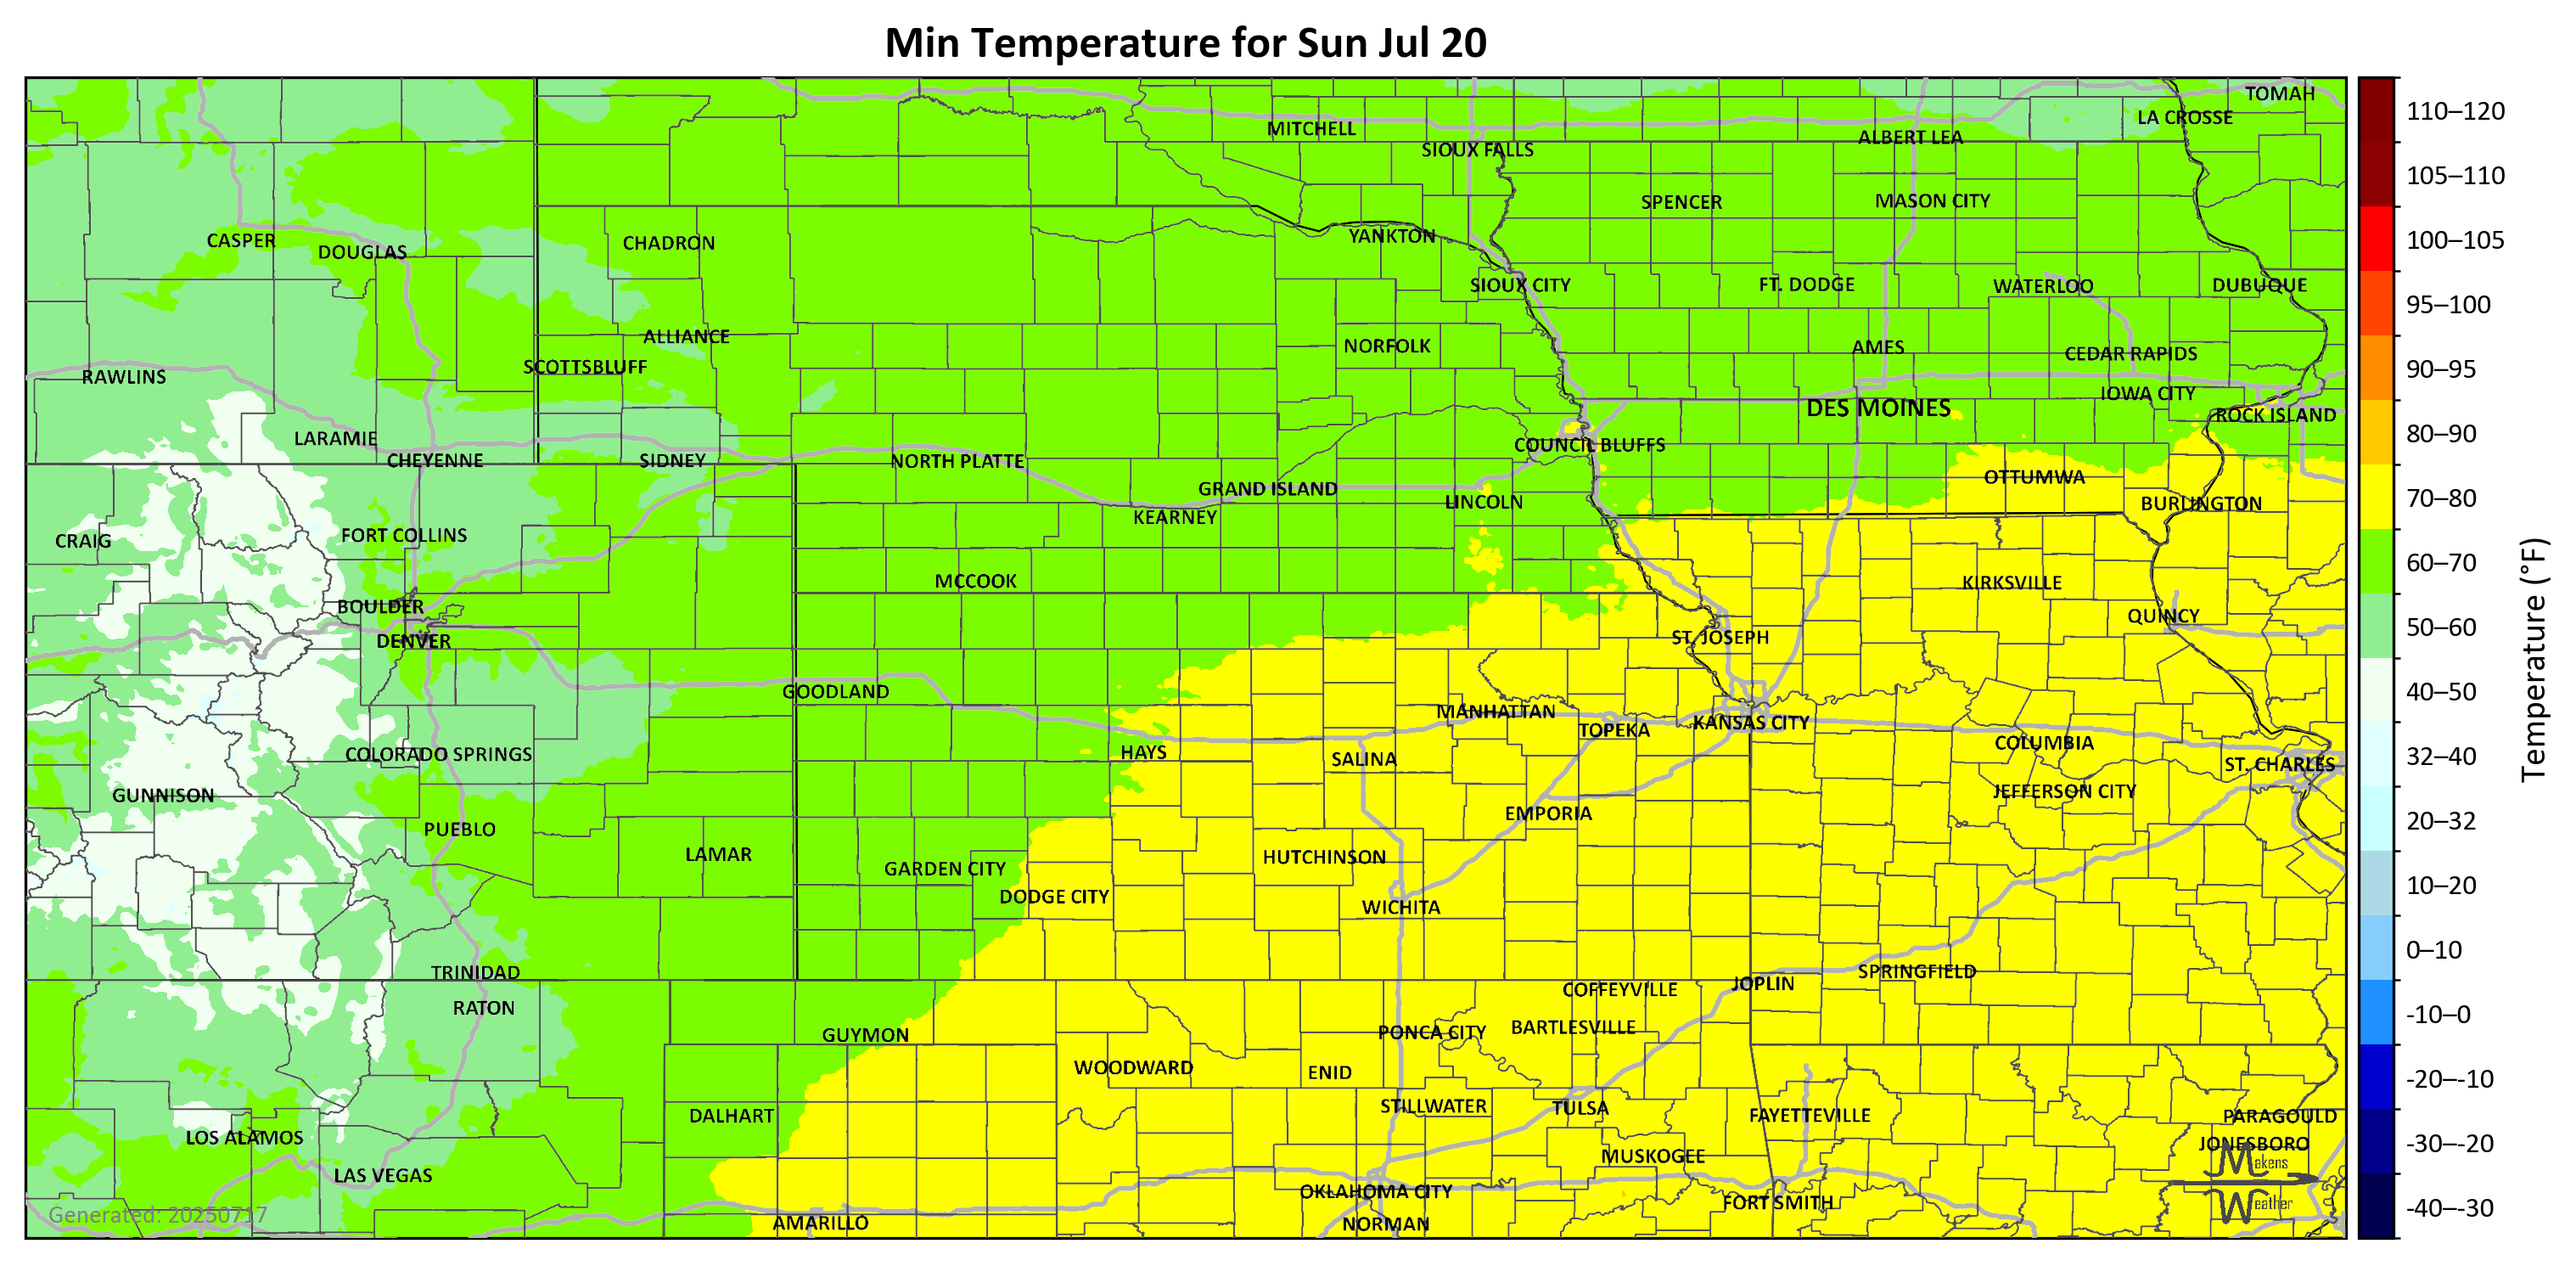 Min Temperature for Sun Jul 20
TOMAH
LA CROSSE
MITCHELL
ALBERT LEA
SIOUX FALLS
SPENCER
MASON CITY
CASPER
DOUGLAS
CHADRON
YANKTON
SIOUX CITY
FT. DODGE
WATERLOO
DUBUQUE
ALLIANCE
NORFOLK
AMES
CEDAR RAPIDS
SCOTTSBLUFF
RAWLINS
IOWA CITY
DES MOINES
ROCK ISLAND
LARAMIE
COUNCIL BLUFFS
CHEYENNE
SIDNEY
NORTH PLATTE
OTTUMWA
GRAND ISLAND
LINCOLN
BURLINGTON
KEARNEY
FORT COLLINS
CRAIG
MCCOOK
KIRKSVILLE
BOULDER
QUINCY
DENVER
ST. JOSEPH
GOODLAND
MANHATTAN
KANSAS CITY
TOPEKA
COLUMBIA
COLORADO SPRINGS
HAYS
SALINA
ST. CHARLES
GUNNISON
JEFFERSON CITY
EMPORIA
PUEBLO
LAMAR
HUTCHINSON
GARDEN CITY
DODGE CITY
WICHITA
TRINIDAD
SPRINGFIELD
JOPLIN
COFFEYVILLE
RATON
GUYMON
PONCA CITY
BARTLESVILLE
WOODWARD
ENID
STILLWATER
TULSA
DALHART
FAYETTEVILLE
PARAGOULD
LOS ALAMOS
JONESBORO
MUSKOGEE
LAS VEGAS
OKLAHOMA CITY
FORT SMITH
AMARILLO
NORMAN
Generated: 20250717
Makens
Weather
110–120
105–110
100–105
95–100
90–95
80–90
70–80
60–70
50–60
40–50
32–40
20–32
10–20
0–10
-10–0
-20–-10
-30–-20
-40–-30
Temperature (°F)